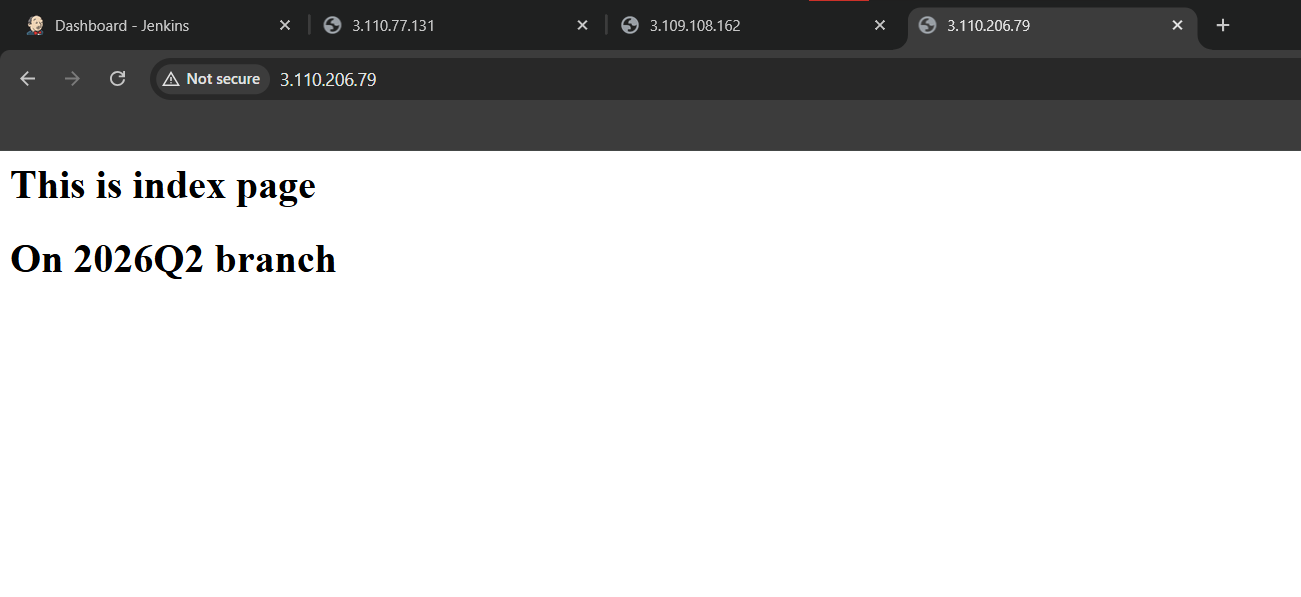 Dashboard - Jenkins
3.110.77.131
3.109.108.162
3.110.206.79
Not secure
3.110.206.79
This is index page
On 2026Q2 branch